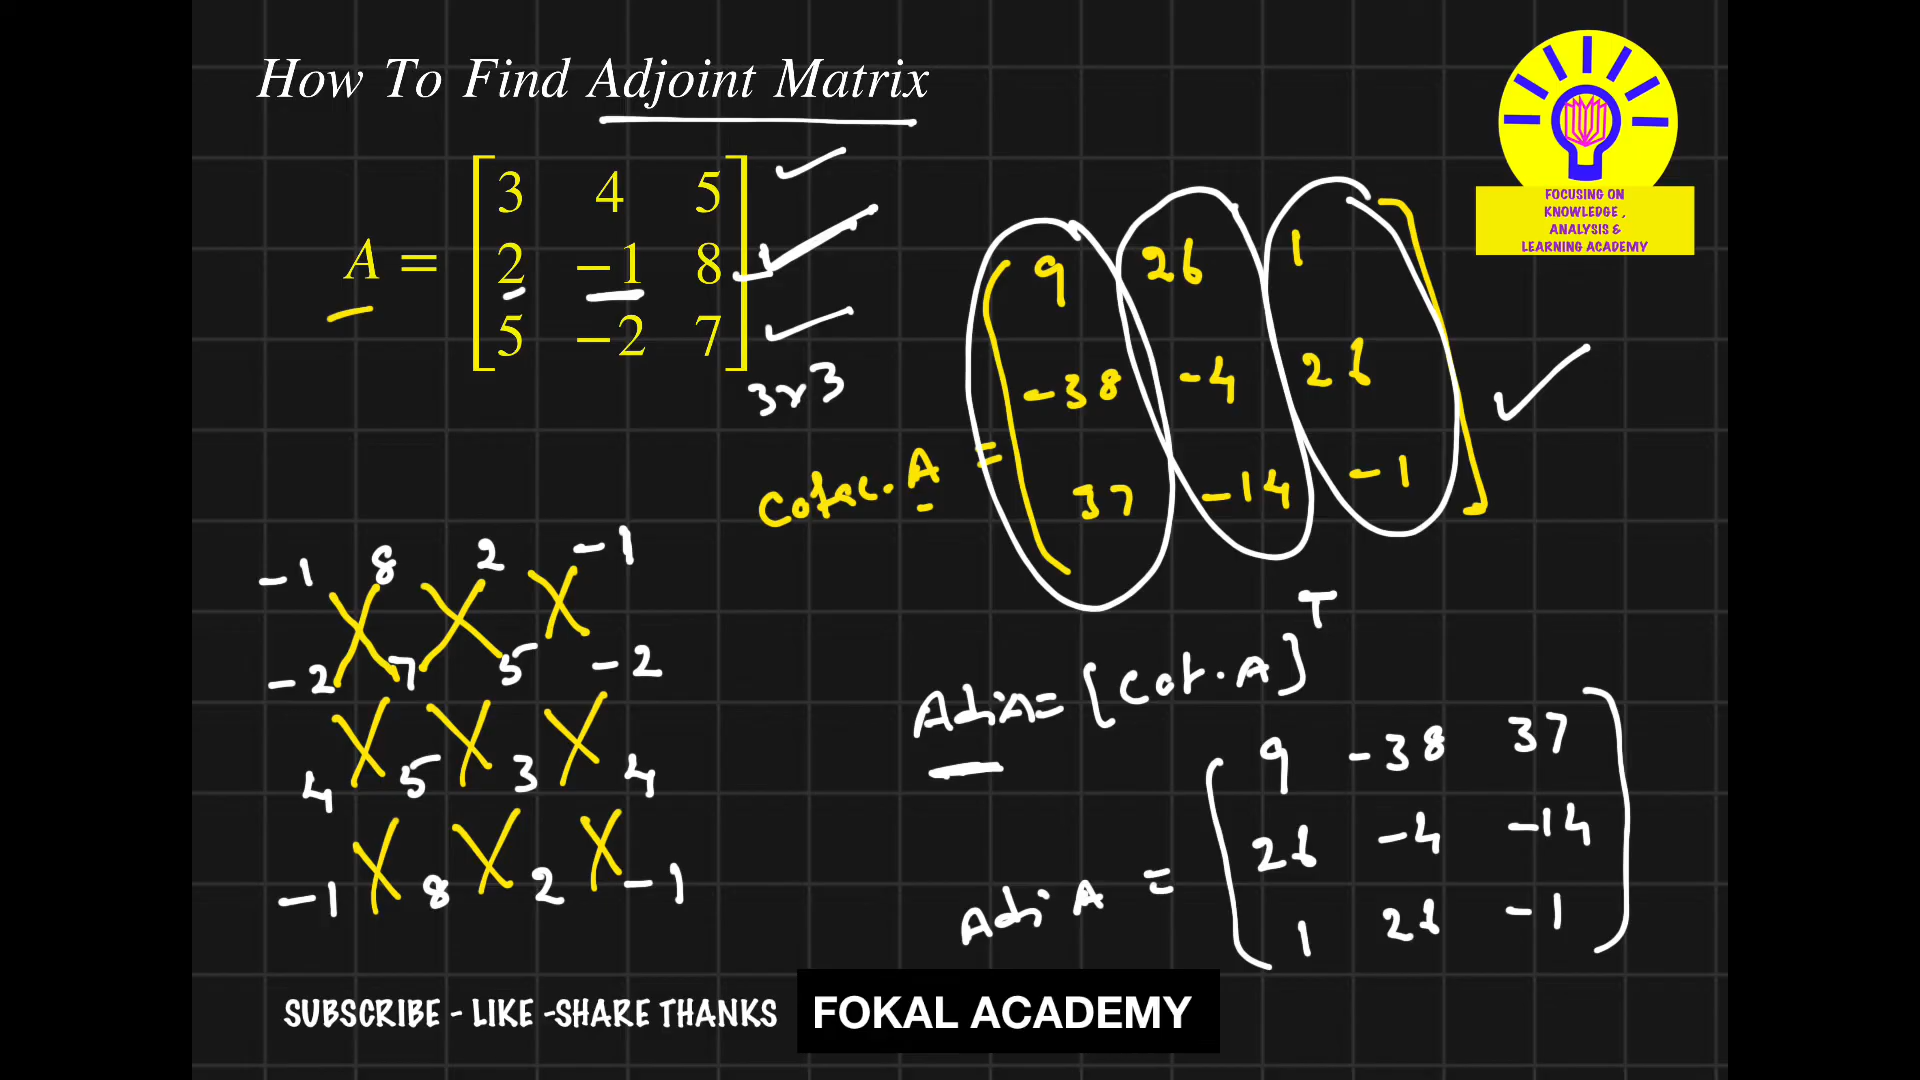 How To Find Adjoint Matrix
FOCUSING ON
KNOWLEDGE ,
ANALYSIS &
LEARNING ACADEMY
A = [3 4 5
2 −1 8
5 −2 7]
3x3
Cofac. A = [9 26 1
-38 -4 26
37 -14 -1]
-1 8 2 -1
-2 7 5 -2
4 5 3 4
-1 8 2 -1
Adj A = [Cof. A]^T
Adj A = [9 -38 37
26 -4 -14
1 26 -1]
SUBSCRIBE - LIKE -SHARE THANKS
FOKAL ACADEMY